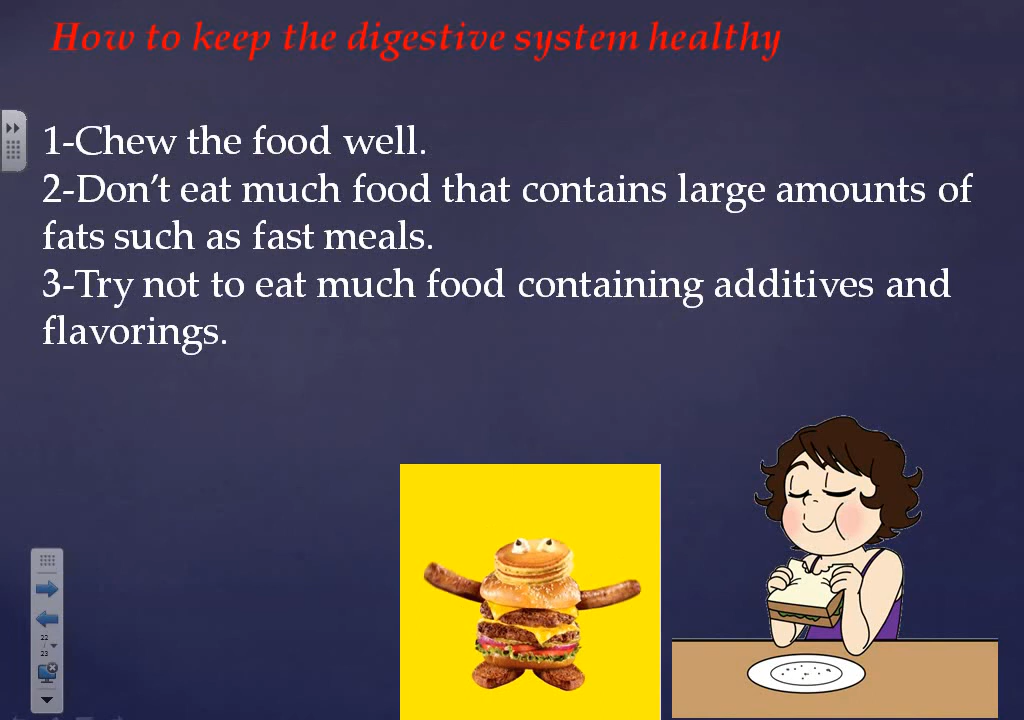 How to keep the digestive system healthy
1-Chew the food well.
2-Don’t eat much food that contains large amounts of
fats such as fast meals.
3-Try not to eat much food containing additives and
flavorings.
22
/
23